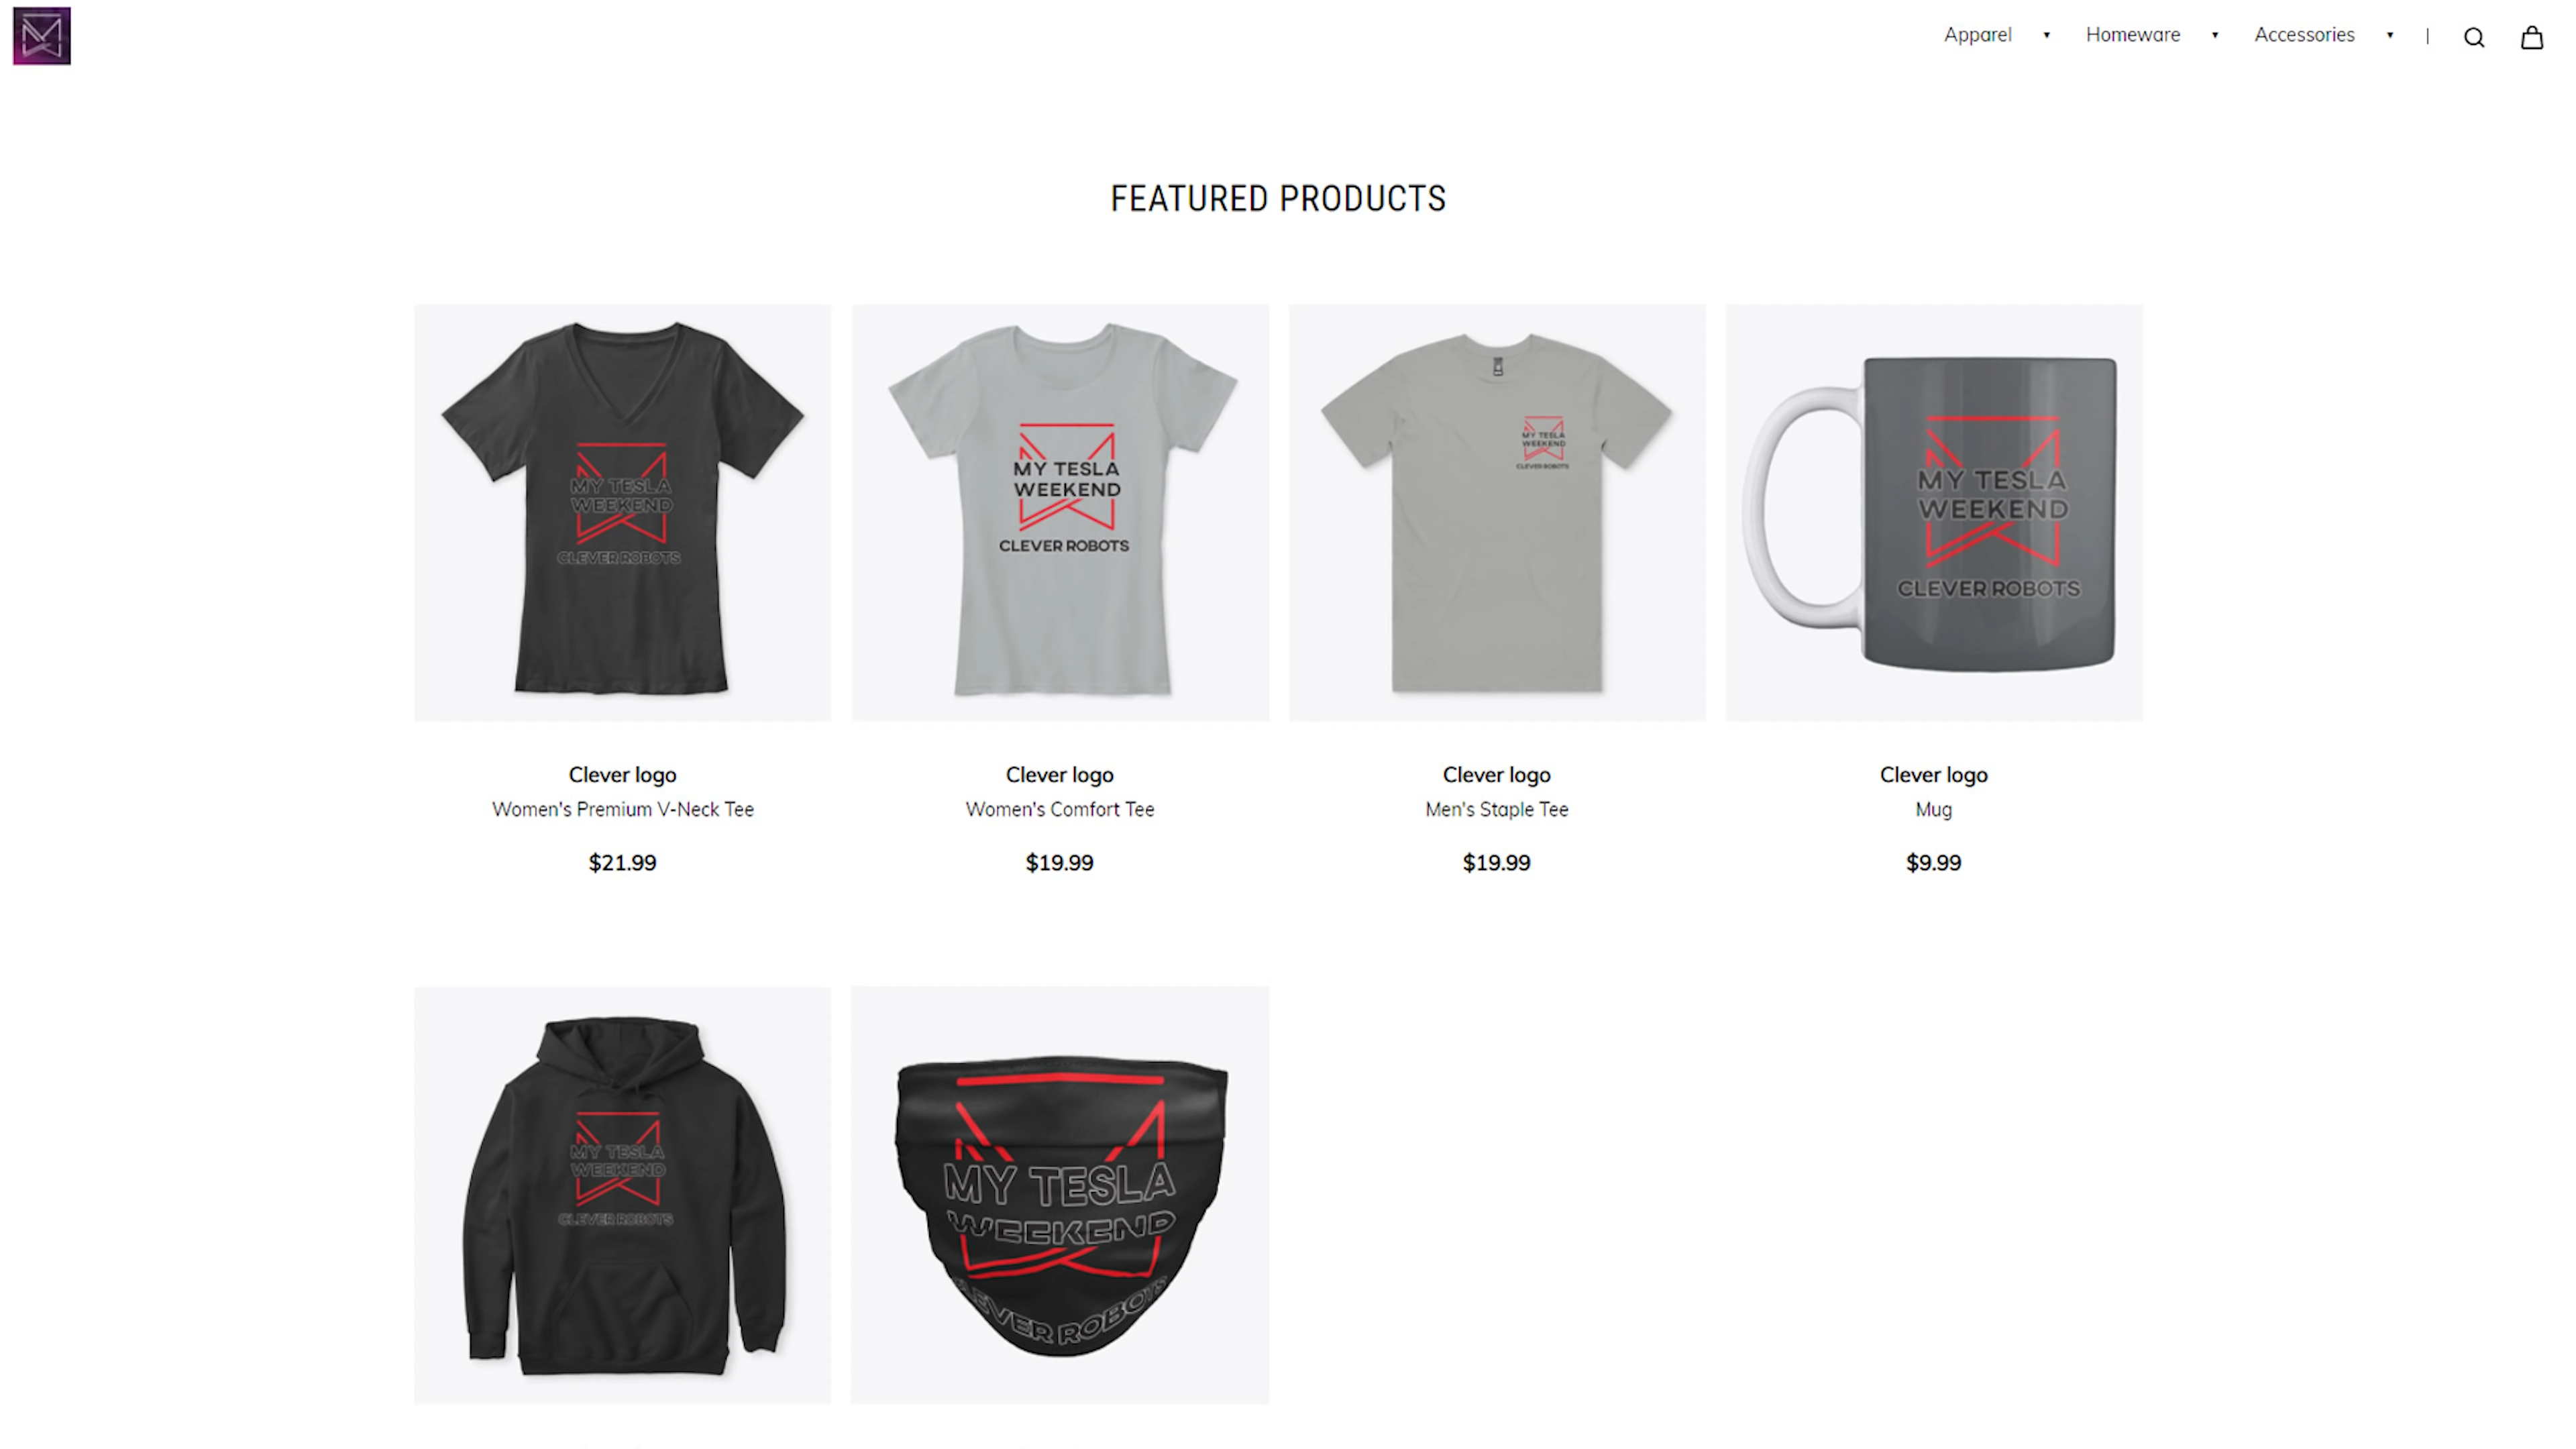 Apparel ▾ Homeware ▾ Accessories ▾ |
FEATURED PRODUCTS
MY TESLA
WEEKEND
CLEVER ROBOTS
MY TESLA
WEEKEND
CLEVER ROBOTS
MY TESLA
WEEKEND
CLEVER ROBOTS
MY TESLA
WEEKEND
CLEVER ROBOTS
Clever logo
Women's Premium V-Neck Tee
$21.99
Clever logo
Women's Comfort Tee
$19.99
Clever logo
Men's Staple Tee
$19.99
Clever logo
Mug
$9.99
MY TESLA
WEEKEND
CLEVER ROBOTS
MY TESLA
WEEKEND
CLEVER ROBOTS